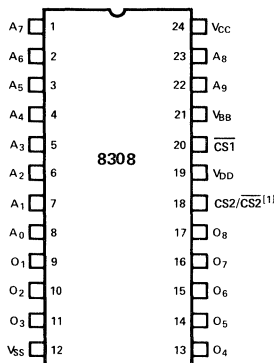 A7 1 24 VCC
A6 2 23 A8
A5 3 22 A9
A4 4 21 VBB
A3 5 20 C̅S̅1̅
A2 6 8308 19 VDD
A1 7 18 CS2/C̅S̅2̅[1]
A0 8 17 O8
O1 9 16 O7
O2 10 15 O6
O3 11 14 O5
VSS 12 13 O4